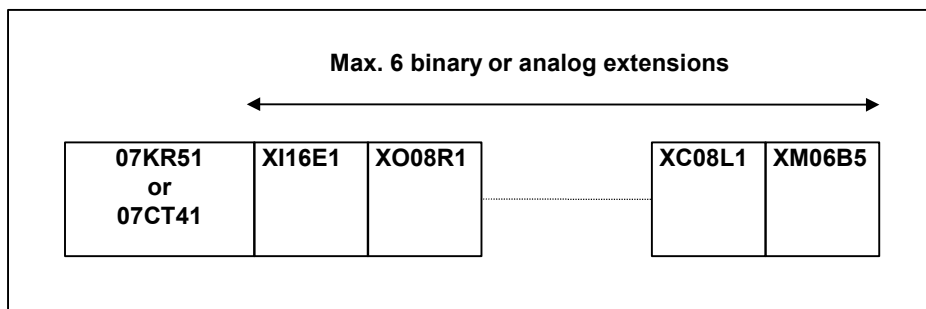 Max. 6 binary or analog extensions
07KR51
or
07CT41
XI16E1
XO08R1
XC08L1
XM06B5